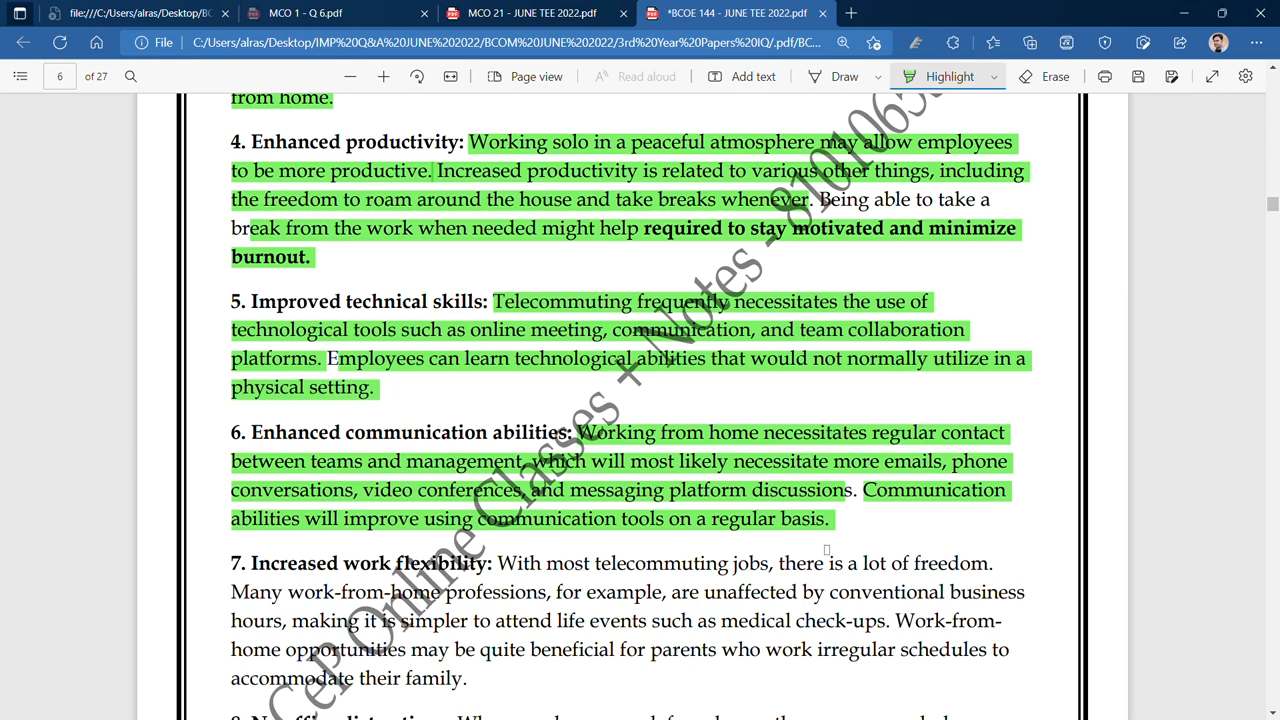 file:///C:/Users/alras/Desktop/BC
MCO 1 - Q 6.pdf
MCO 21 - JUNE TEE 2022.pdf
*BCOE 144 - JUNE TEE 2022.pdf
File C:/Users/alras/Desktop/IMP%20Q&A%20JUNE%202022/BCOM%20JUNE%202022/3rd%20Year%20Papers%20IQ/.pdf/BC...
6 of 27 Page view Read aloud Add text Draw Highlight Erase
from home.
4. Enhanced productivity: Working solo in a peaceful atmosphere may allow employees
to be more productive. Increased productivity is related to various other things, including
the freedom to roam around the house and take breaks whenever. Being able to take a
break from the work when needed might help required to stay motivated and minimize
burnout.
5. Improved technical skills: Telecommuting frequently necessitates the use of
technological tools such as online meeting, communication, and team collaboration
platforms. Employees can learn technological abilities that would not normally utilize in a
physical setting.
6. Enhanced communication abilities: Working from home necessitates regular contact
between teams and management, which will most likely necessitate more emails, phone
conversations, video conferences, and messaging platform discussions. Communication
abilities will improve using communication tools on a regular basis.
7. Increased work flexibility: With most telecommuting jobs, there is a lot of freedom.
Many work-from-home professions, for example, are unaffected by conventional business
hours, making it is simpler to attend life events such as medical check-ups. Work-from-
home opportunities may be quite beneficial for parents who work irregular schedules to
accommodate their family.
CeP Online Classes + Notes -